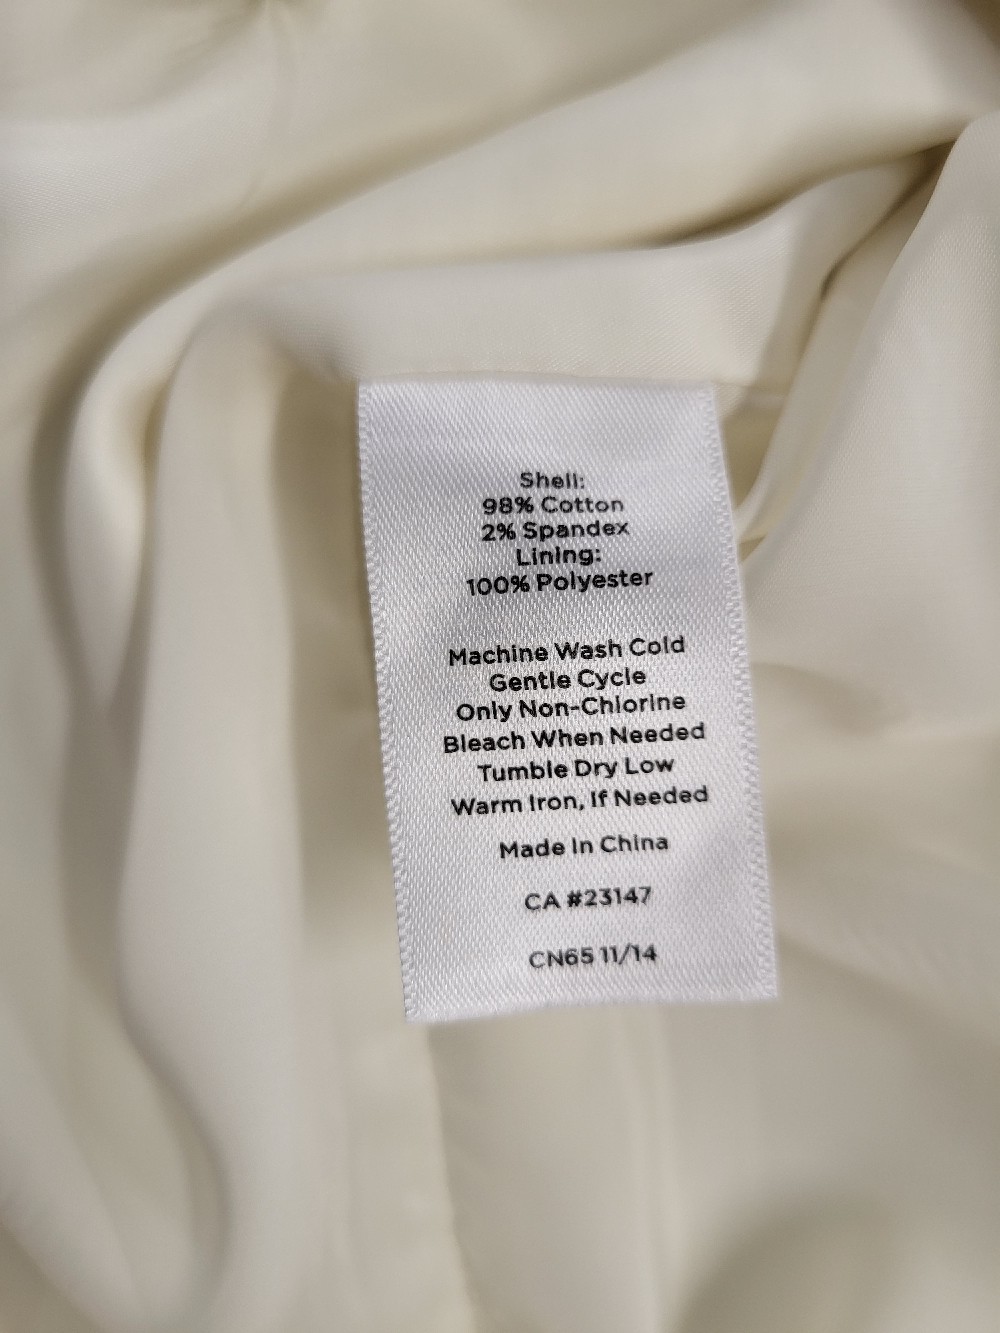 Shell:
98% Cotton
2% Spandex
Lining:
100% Polyester
Machine Wash Cold
Gentle Cycle
Only Non-Chlorine
Bleach When Needed
Tumble Dry Low
Warm Iron, If Needed
Made In China
CA #23147
CN65 11/14